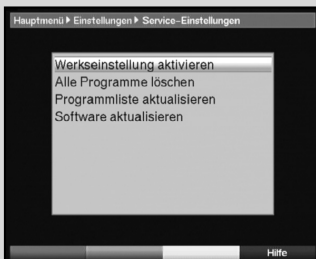 Hauptmenü ▶ Einstellungen ▶ Service-Einstellungen
Werkseinstellung aktivieren
Alle Programme löschen
Programmliste aktualisieren
Software aktualisieren
Hilfe